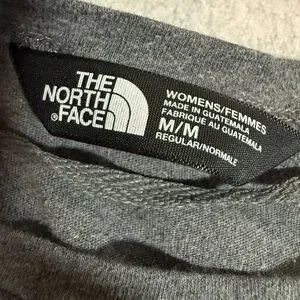 THE
NORTH
®FACE
WOMENS/FEMMES
MADE IN GUATEMALA
FABRIQUÉ AU GUATEMALA
M/M
REGULAR/NORMALE